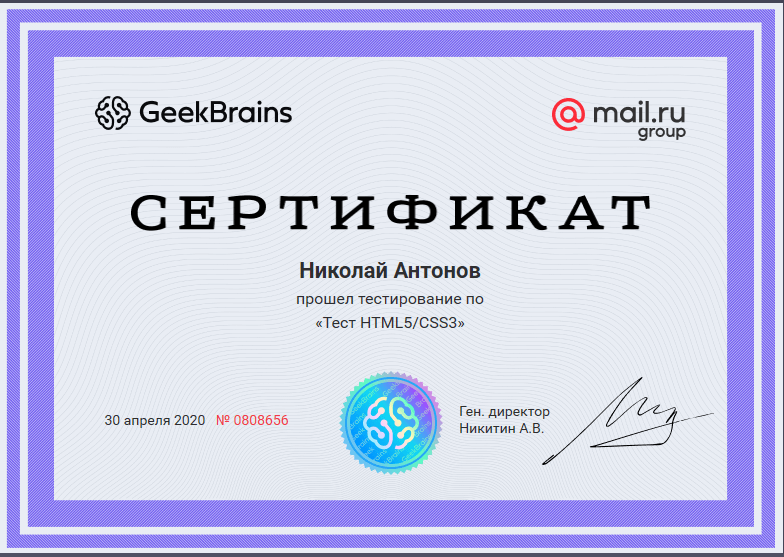 GeekBrains
@mail.ru
group
СЕРТИФИКАТ
Николай Антонов
прошел тестирование по
«Тест HTML5/CSS3»
30 апреля 2020 № 0808656
Ген. директор
Никитин А.В.